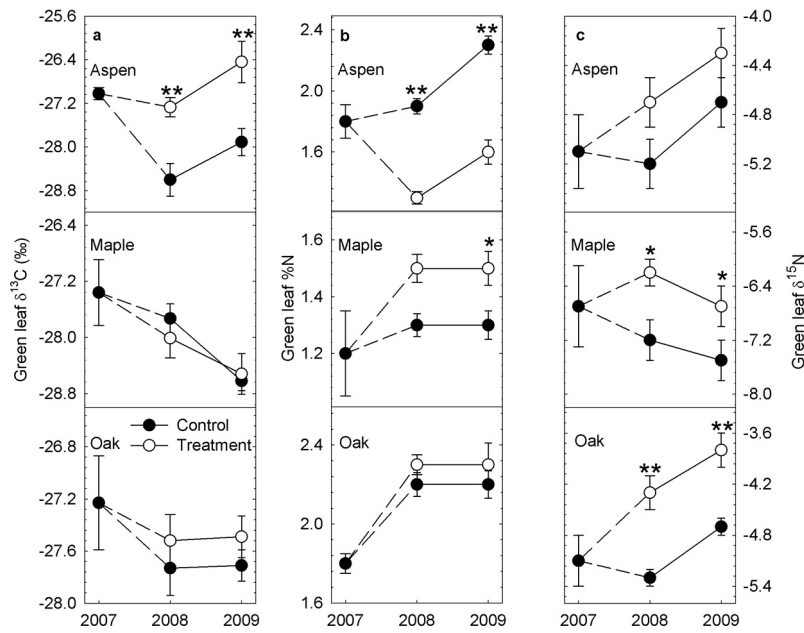 Green leaf δ13C (‰)
a
Aspen
**
**
-25.6
-26.4
-27.2
-28.0
-28.8
Maple
-26.4
-27.2
-28.0
-28.8
Oak
Control
Treatment
-26.8
-27.2
-27.6
-28.0
2007 2008 2009
Green leaf %N
b
Aspen
**
**
2.4
2.0
1.6
Maple
*
1.5
1.4
1.2
Oak
2.4
2.0
1.6
2007 2008 2009
c
Aspen
-4.0
-4.4
-4.8
-5.2
Maple
*
*
-5.6
-6.4
-7.2
-8.0
Oak
**
**
-3.6
-4.2
-4.8
-5.4
2007 2008 2009
Green leaf δ15N